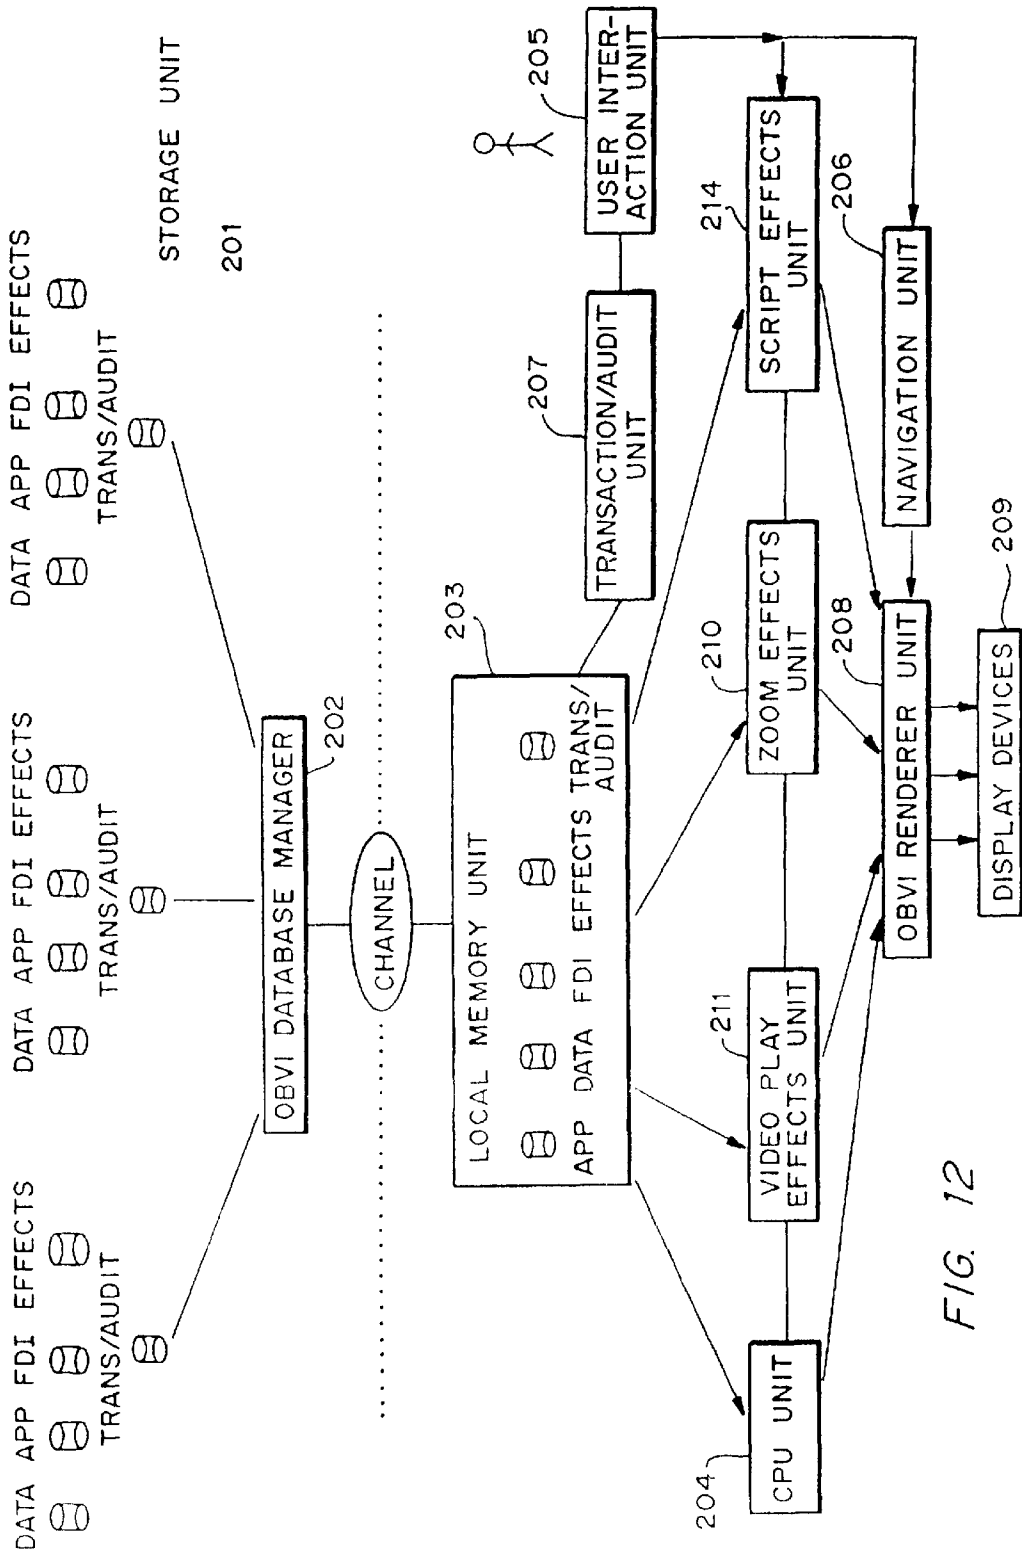 DATA APP FDI EFFECTS
TRANS/AUDIT
DATA APP FDI EFFECTS
TRANS/AUDIT
DATA APP FDI EFFECTS
TRANS/AUDIT
STORAGE UNIT
201
OBVI DATABASE MANAGER
202
CHANNEL
LOCAL MEMORY UNIT
203
APP DATA FDI EFFECTS TRANS/
AUDIT
207
TRANSACTION/AUDIT
UNIT
205
USER INTER-
ACTION UNIT
204
CPU UNIT
211
VIDEO PLAY
EFFECTS UNIT
210
ZOOM EFFECTS
UNIT
214
SCRIPT EFFECTS
UNIT
208
OBVI RENDERER UNIT
206
NAVIGATION UNIT
209
DISPLAY DEVICES
FIG. 12